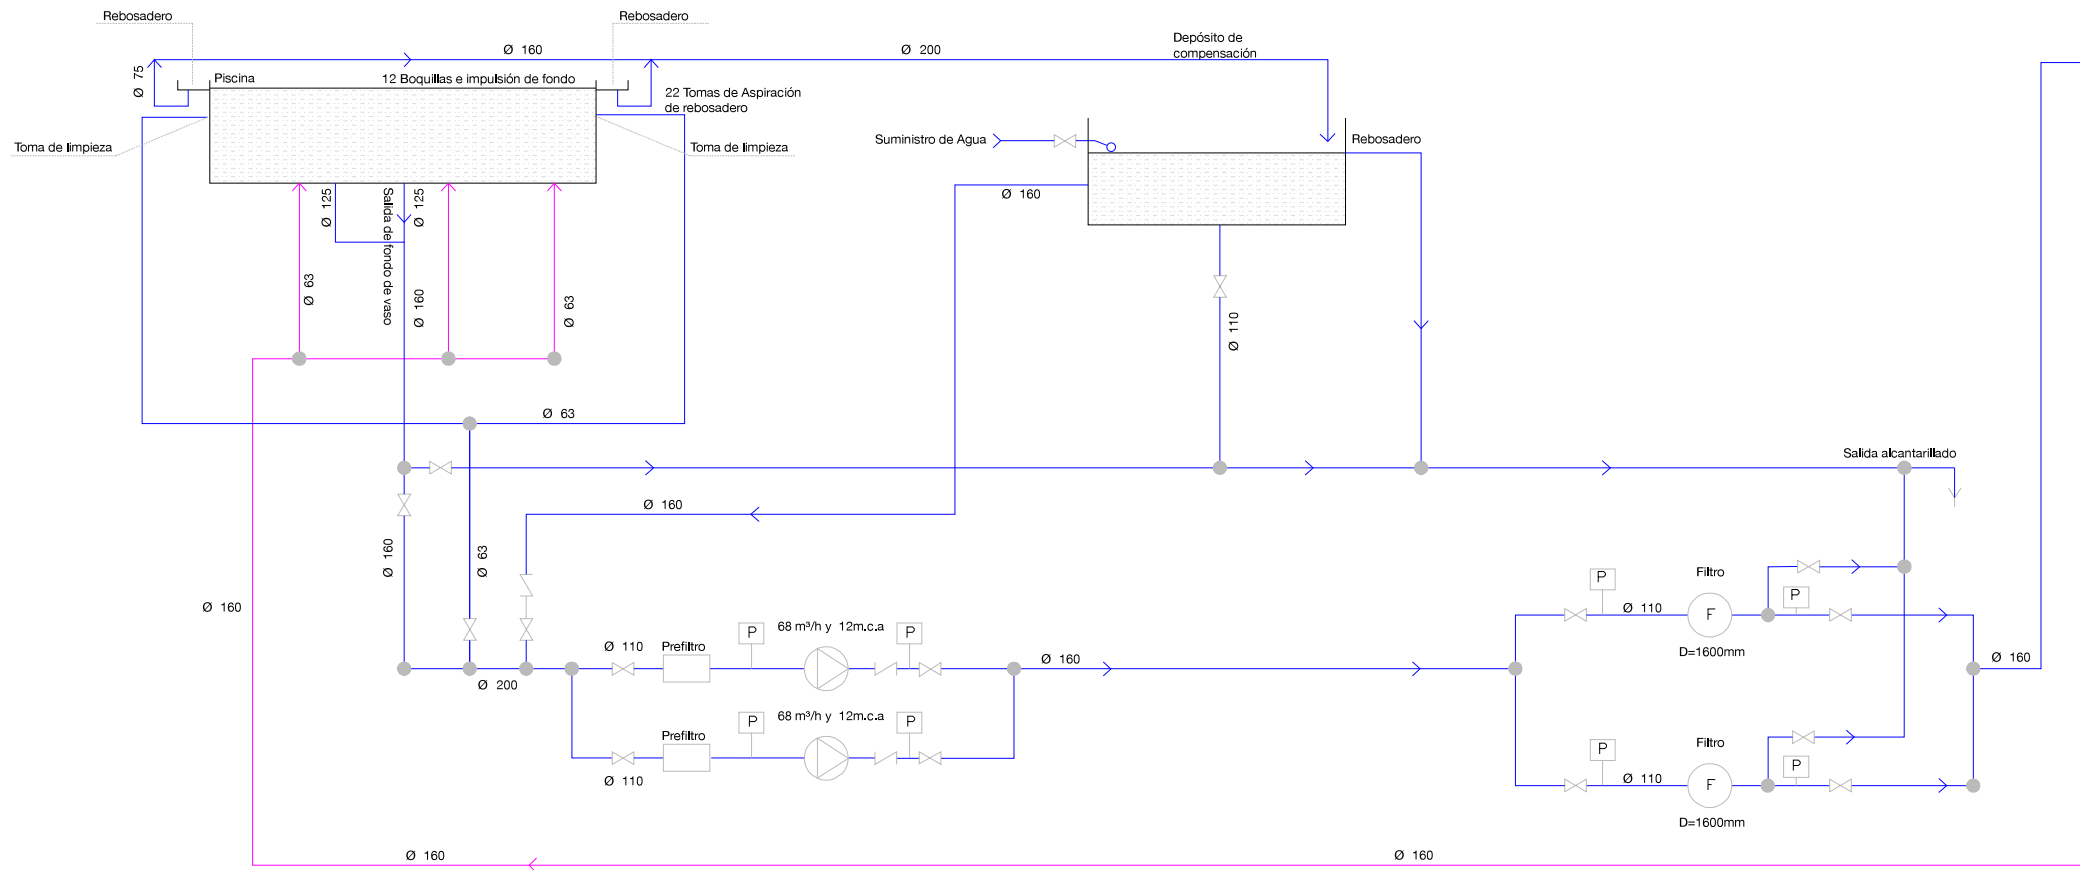 Rebosadero
Rebosadero
Ø 160
Ø 200
Depósito de
compensación
Ø 75
Piscina
12 Boquillas e impulsión de fondo
22 Tomas de Aspiración
de rebosadero
Toma de limpieza
Toma de limpieza
Suministro de Agua
Rebosadero
Ø 160
Ø 125
Salida de fondo de vaso
Ø 125
Ø 63
Ø 160
Ø 63
Ø 110
Ø 63
Salida alcantarillado
Ø 160
Ø 160
Ø 63
Ø 160
Filtro
P
Ø 110
F
P
D=1600mm
68 m³/h y 12m.c.a
P
P
Ø 110
Prefiltro
Ø 160
Ø 160
Ø 200
68 m³/h y 12m.c.a
P
P
Prefiltro
Ø 110
Filtro
P
Ø 110
F
P
D=1600mm
Ø 160
Ø 160